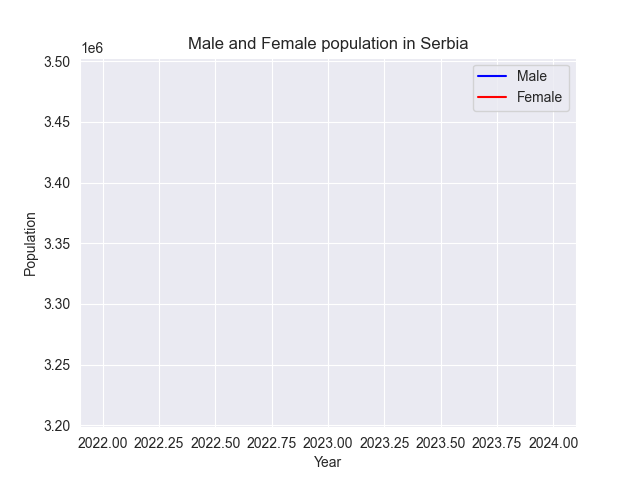 Male and Female population in Serbia
1e6
Male
Female
3.50
3.45
3.40
3.35
3.30
3.25
3.20
Population
2022.00 2022.25 2022.50 2022.75 2023.00 2023.25 2023.50 2023.75 2024.00
Year